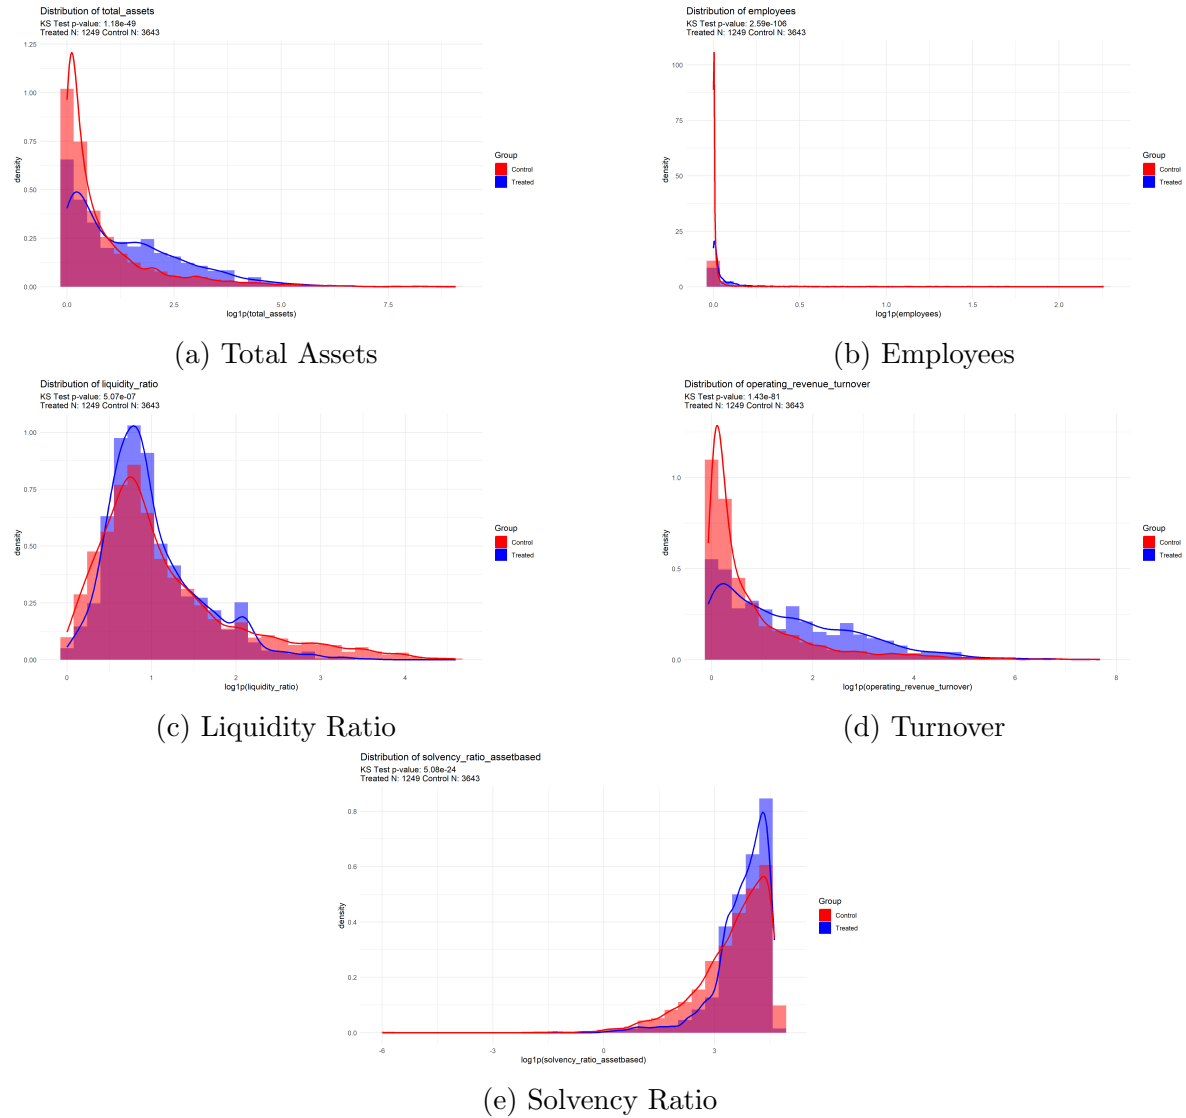 Distribution of total_assets
KS Test p-value: 1.18e-49
Treated N: 1249 Control N: 3643
1.25
1.00
0.75
0.50
0.25
0.00
density
0.0 2.5 5.0 7.5
log1p(total_assets)
Group
Control
Treated
(a) Total Assets
Distribution of employees
KS Test p-value: 2.59e-106
Treated N: 1249 Control N: 3643
100
75
50
25
0
density
0.0 0.5 1.0 1.5 2.0
log1p(employees)
Group
Control
Treated
(b) Employees
Distribution of liquidity_ratio
KS Test p-value: 5.07e-07
Treated N: 1249 Control N: 3643
1.00
0.75
0.50
0.25
0.00
density
0 1 2 3 4
log1p(liquidity_ratio)
Group
Control
Treated
(c) Liquidity Ratio
Distribution of operating_revenue_turnover
KS Test p-value: 1.43e-81
Treated N: 1249 Control N: 3643
1.0
0.5
0.0
density
0 2 4 6 8
log1p(operating_revenue_turnover)
Group
Control
Treated
(d) Turnover
Distribution of solvency_ratio_assetbased
KS Test p-value: 5.08e-24
Treated N: 1249 Control N: 3643
0.8
0.6
0.4
0.2
0.0
density
-6 -3 0 3
log1p(solvency_ratio_assetbased)
Group
Control
Treated
(e) Solvency Ratio